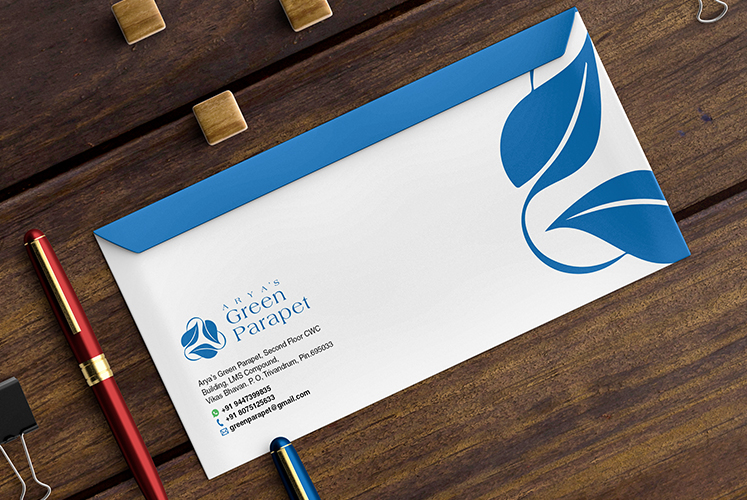 ARYA'S
Green
Parapet
Arya's Green Parapet, Second Floor CWC
Building, LMS Compound,
Vikas Bhavan. P. O, Trivandrum, Pin.695033
+91 9447399835
+91 8075125633
greenparapet@gmail.com